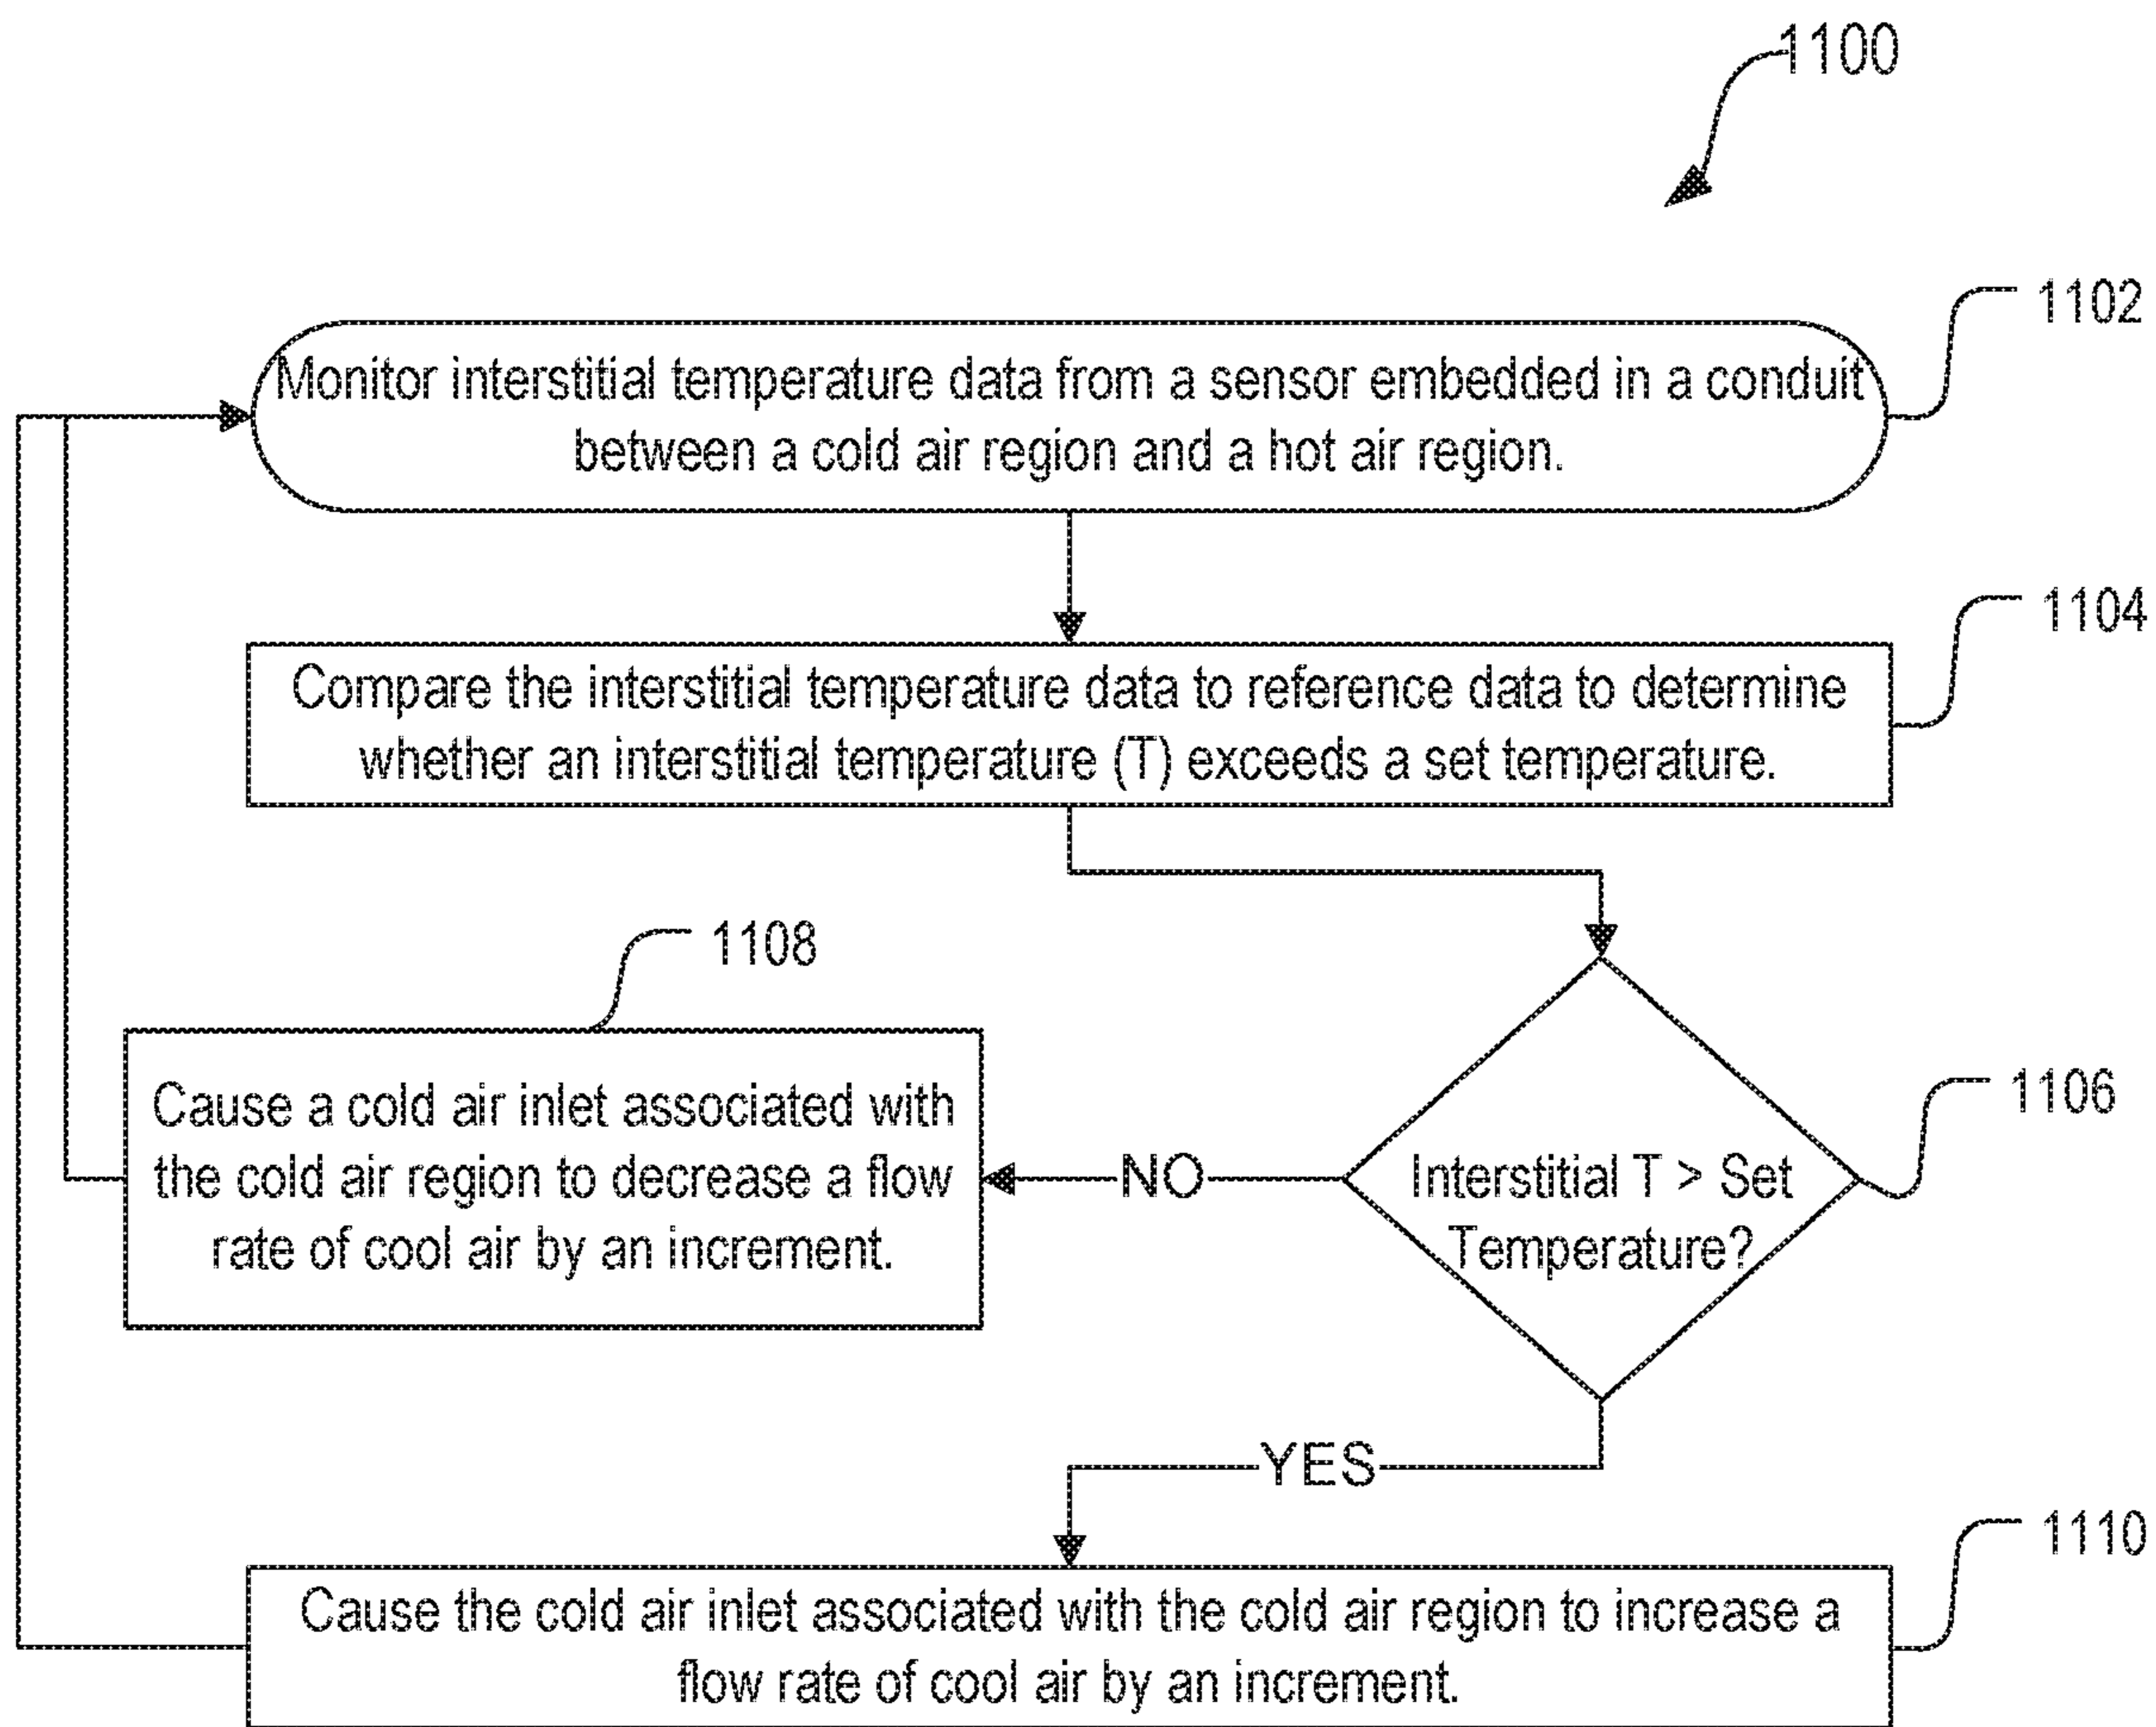 1100
1102
Monitor interstitial temperature data from a sensor embedded in a conduit
between a cold air region and a hot air region.
1104
Compare the interstitial temperature data to reference data to determine
whether an interstitial temperature (T) exceeds a set temperature.
1108
Cause a cold air inlet associated with
the cold air region to decrease a flow
rate of cool air by an increment.
NO
1106
Interstitial T > Set
Temperature?
YES
1110
Cause the cold air inlet associated with the cold air region to increase a
flow rate of cool air by an increment.